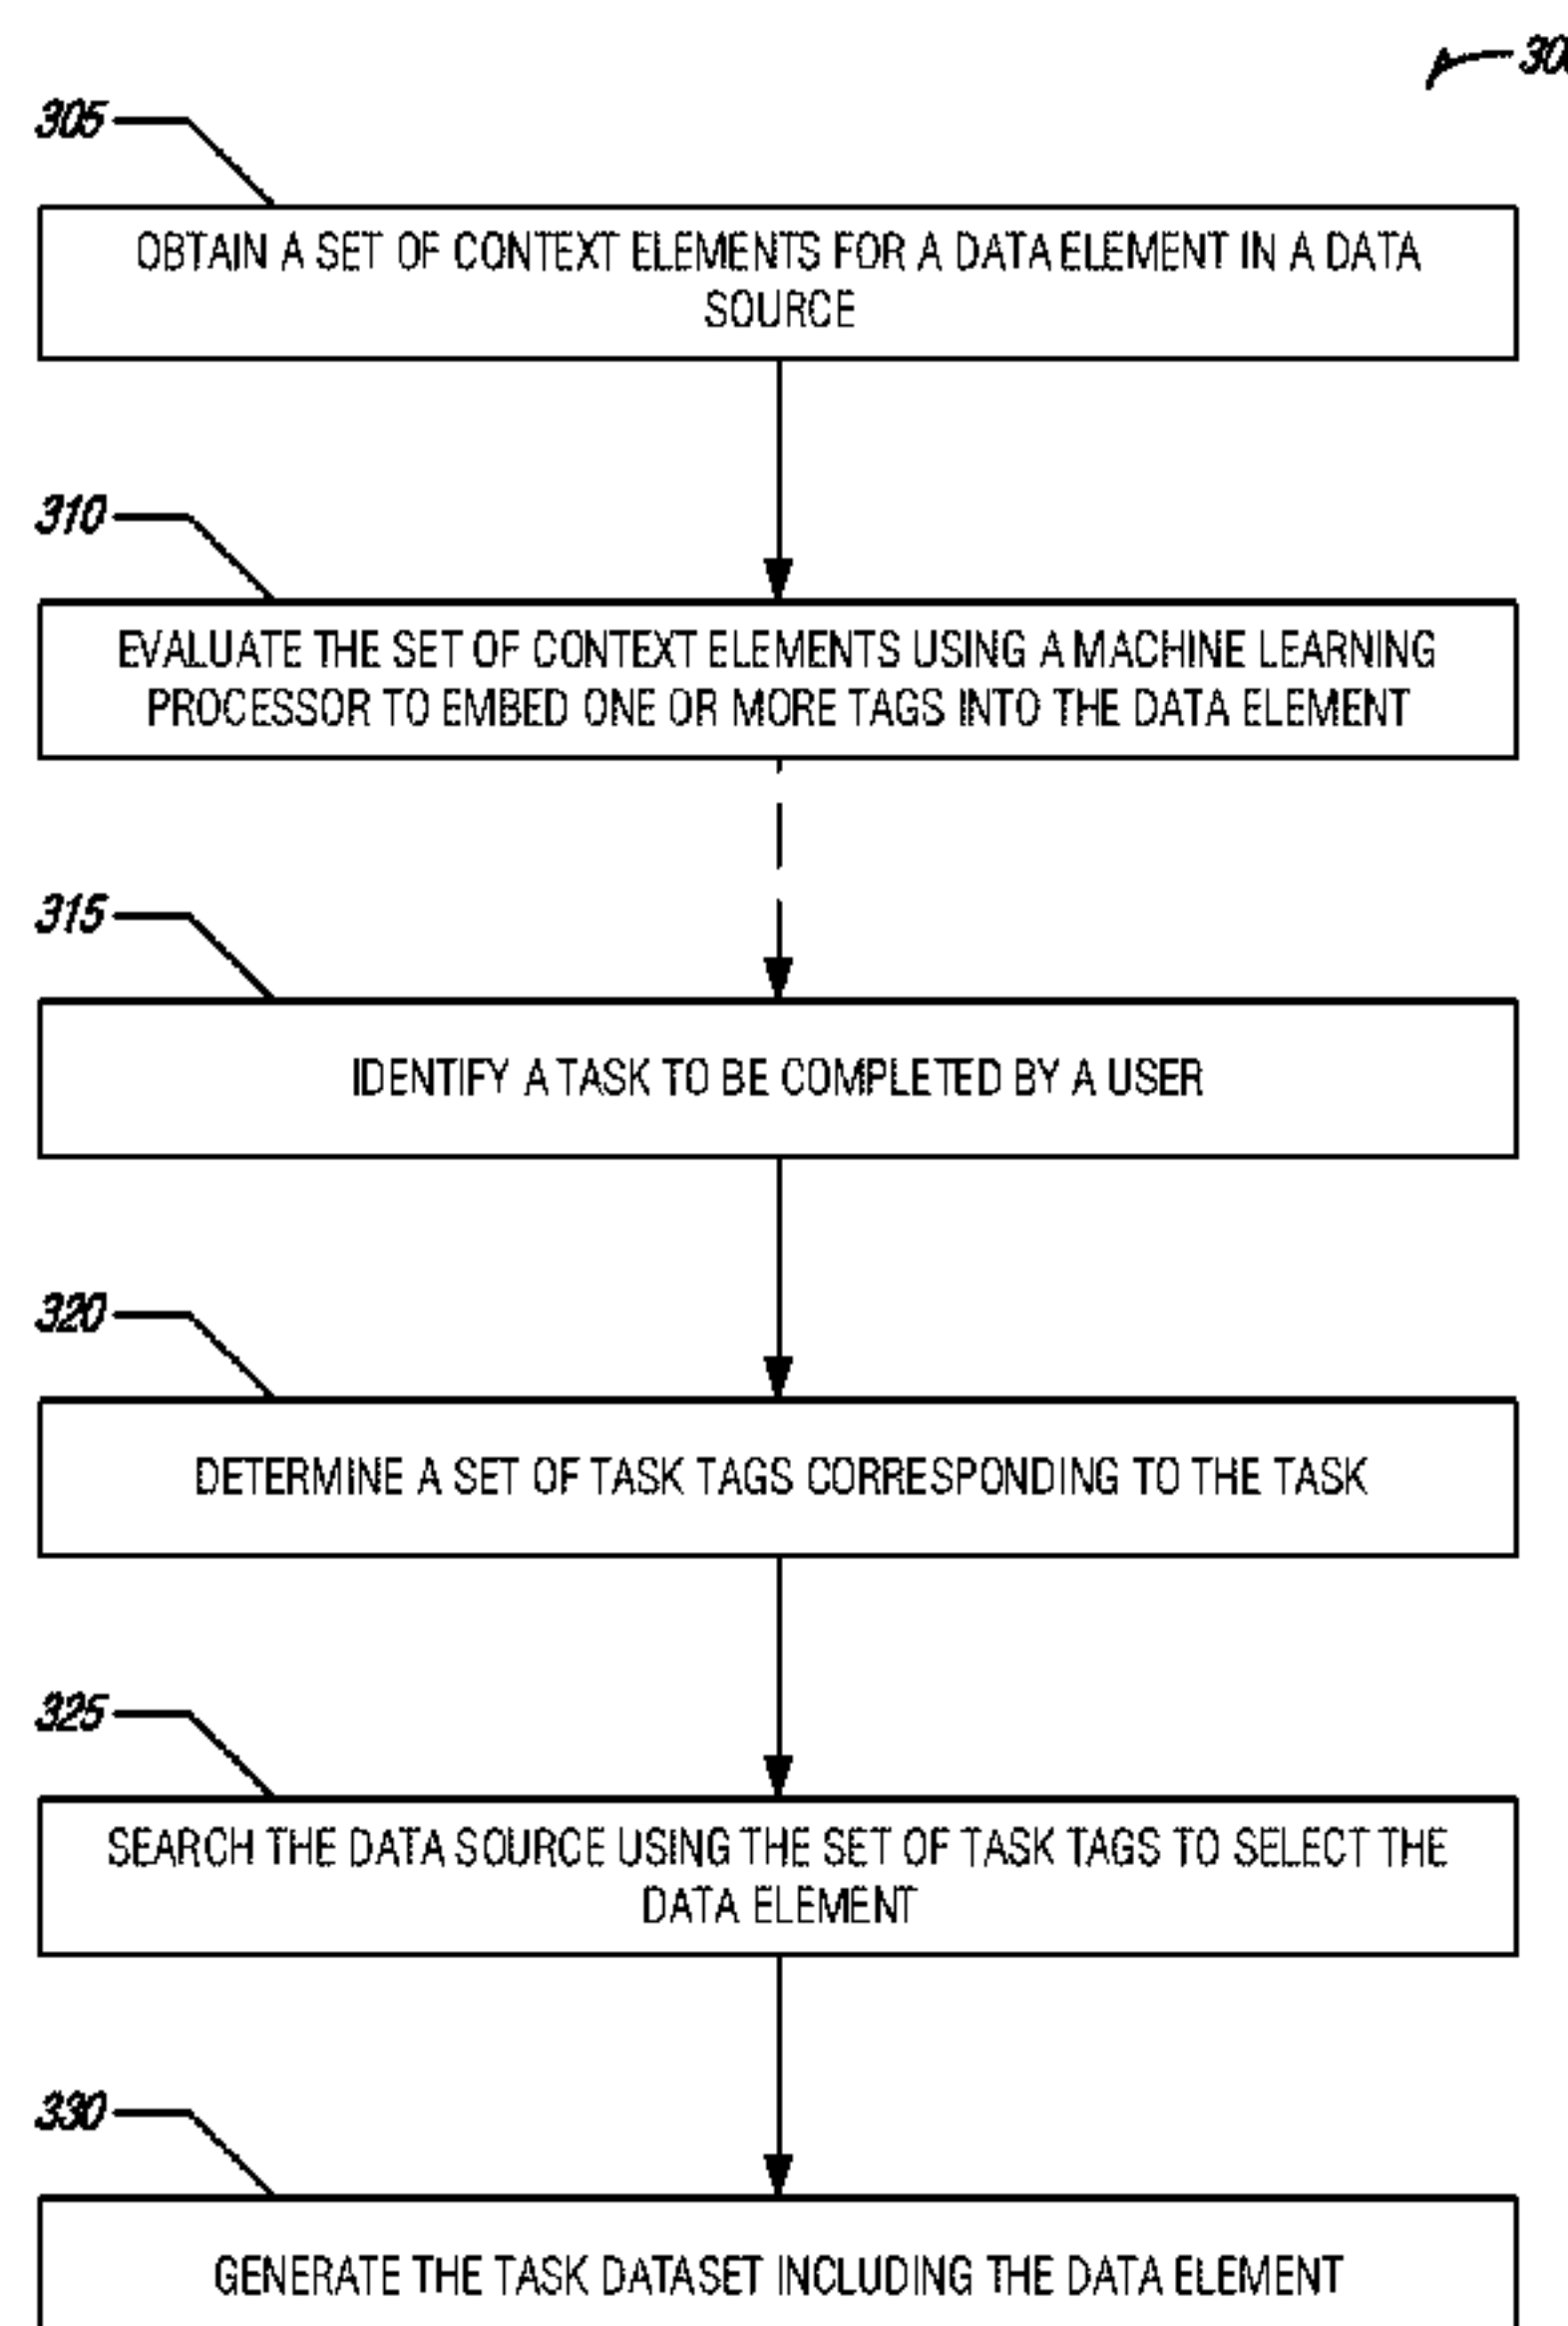 305
OBTAIN A SET OF CONTEXT ELEMENTS FOR A DATA ELEMENT IN A DATA
SOURCE
310
EVALUATE THE SET OF CONTEXT ELEMENTS USING A MACHINE LEARNING
PROCESSOR TO EMBED ONE OR MORE TAGS INTO THE DATA ELEMENT
315
IDENTIFY A TASK TO BE COMPLETED BY A USER
320
DETERMINE A SET OF TASK TAGS CORRESPONDING TO THE TASK
325
SEARCH THE DATA SOURCE USING THE SET OF TASK TAGS TO SELECT THE
DATA ELEMENT
330
GENERATE THE TASK DATASET INCLUDING THE DATA ELEMENT